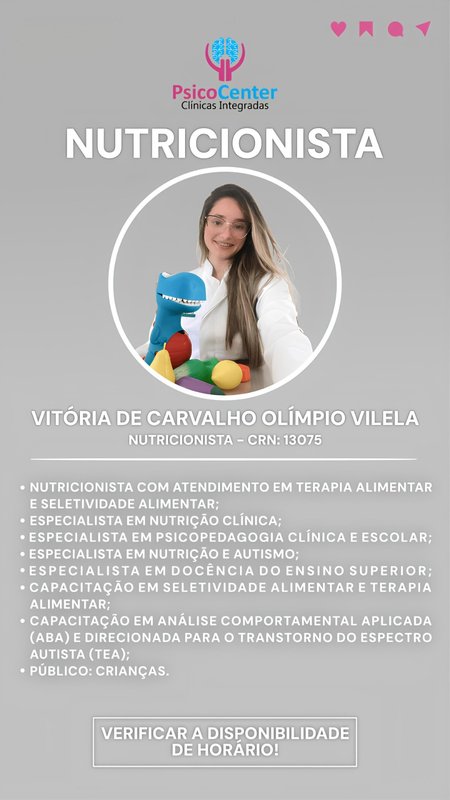 PsicoCenter
Clínicas Integradas
NUTRICIONISTA
VITÓRIA DE CARVALHO OLÍMPIO VILELA
NUTRICIONISTA - CRN: 13075
• NUTRICIONISTA COM ATENDIMENTO EM TERAPIA ALIMENTAR
E SELETIVIDADE ALIMENTAR;
• ESPECIALISTA EM NUTRIÇÃO CLÍNICA;
• ESPECIALISTA EM PSICOPEDAGOGIA CLÍNICA E ESCOLAR;
• ESPECIALISTA EM NUTRIÇÃO E AUTISMO;
• ESPECIALISTA EM DOCÊNCIA DO ENSINO SUPERIOR;
• CAPACITAÇÃO EM SELETIVIDADE ALIMENTAR E TERAPIA
ALIMENTAR;
• CAPACITAÇÃO EM ANÁLISE COMPORTAMENTAL APLICADA
(ABA) E DIRECIONADA PARA O TRANSTORNO DO ESPECTRO
AUTISTA (TEA);
• PÚBLICO: CRIANÇAS.
VERIFICAR A DISPONIBILIDADE
DE HORÁRIO!